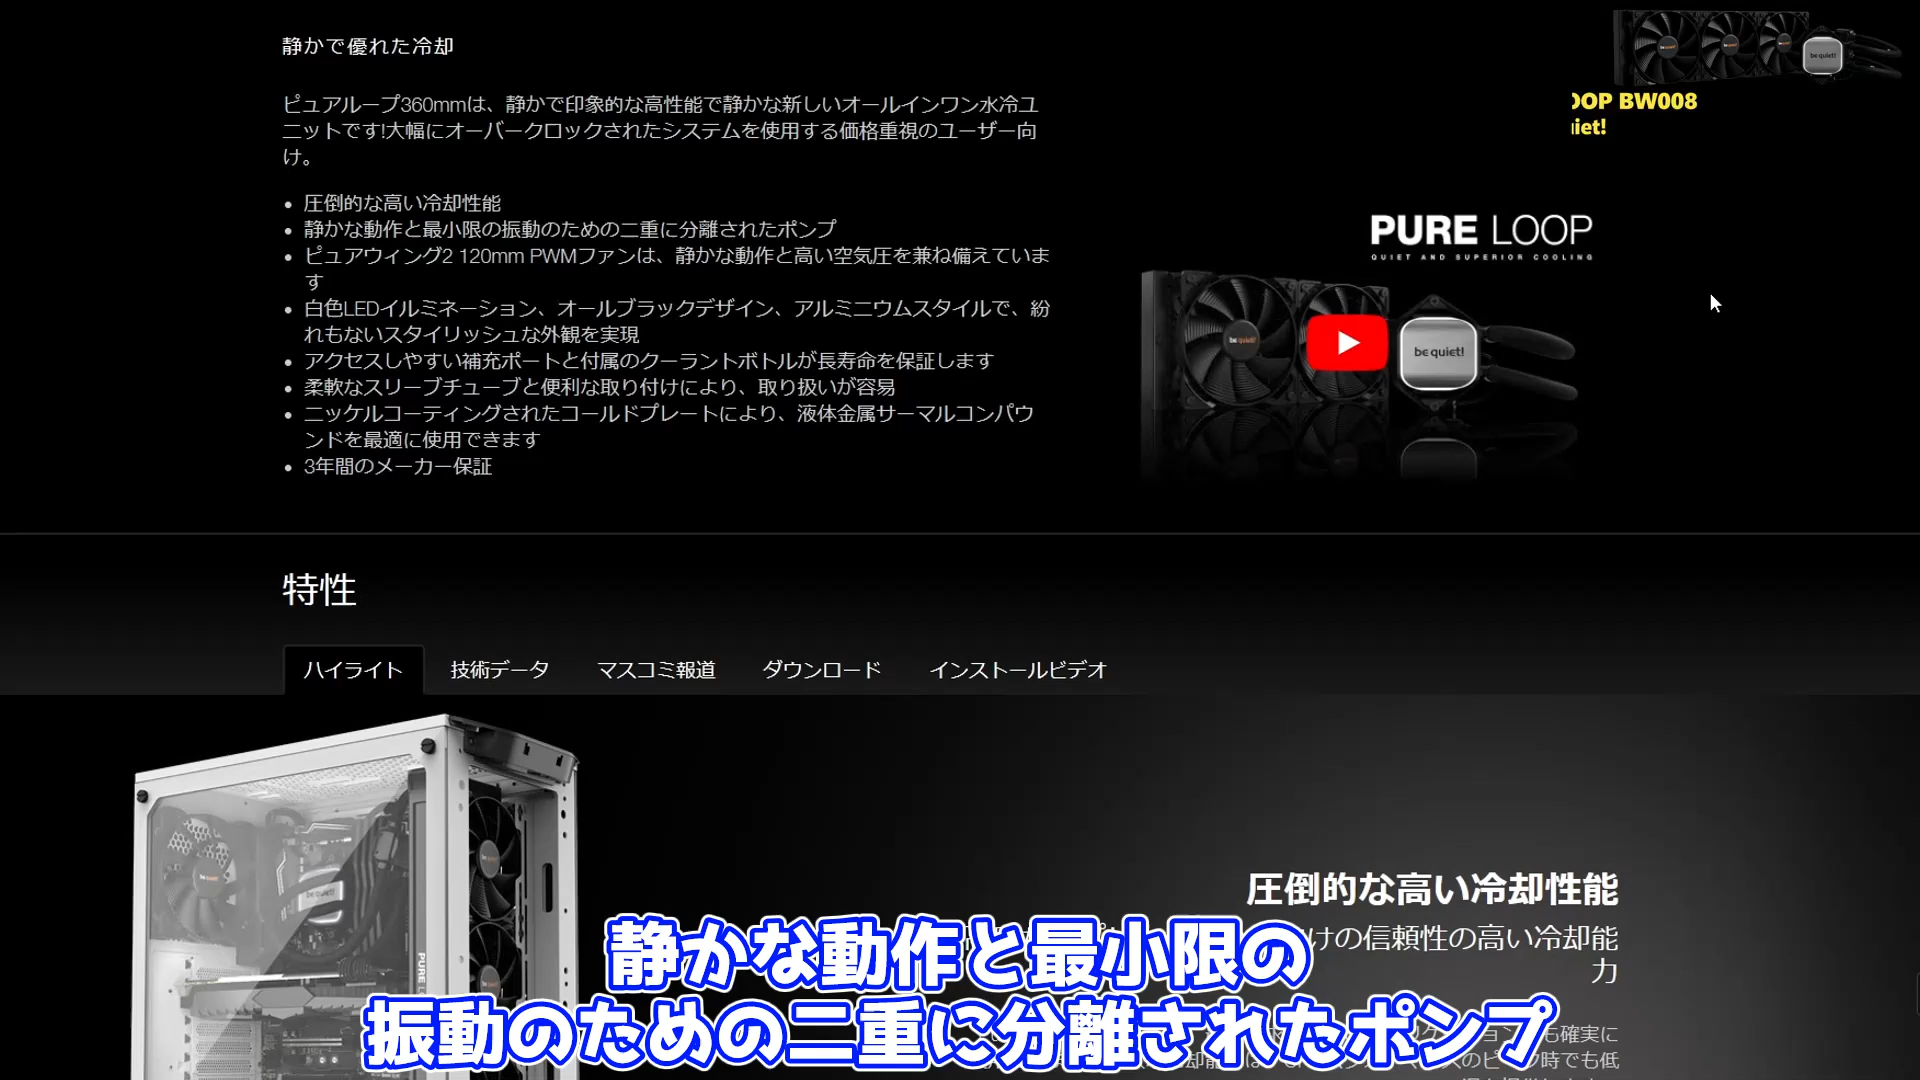 静かで優れた冷却
ピュアループ360mmは、静かで印象的な高性能で静かな新しいオールインワン水冷ユ
ニットです!大幅にオーバークロックされたシステムを使用する価格重視のユーザー向
け。
• 圧倒的な高い冷却性能
• 静かな動作と最小限の振動のための二重に分離されたポンプ
• ピュアウィング2 120mm PWMファンは、静かな動作と高い空気圧を兼ね備えていま
す
• 白色LEDイルミネーション、オールブラックデザイン、アルミニウムスタイルで、紛
れもないスタイリッシュな外観を実現
• アクセスしやすい補充ポートと付属のクーラントボトルが長寿命を保証します
• 柔軟なスリーブチューブと便利な取り付けにより、取り扱いが容易
• ニッケルコーティングされたコールドプレートにより、液体金属サーマルコンパウ
ンドを最適に使用できます
• 3年間のメーカー保証
be quiet!
OOP BW008
iet!
PURE LOOP
QUIET AND SUPERIOR COOLING
be quiet!
be quiet!
特性
ハイライト 技術データ マスコミ報道 ダウンロード インストールビデオ
be quiet!
be quiet!
圧倒的な高い冷却性能
けの信頼性の高い冷却能
力
も確実に
ピーク時でも低
静かな動作と最小限の
振動のための二重に分離されたポンプ